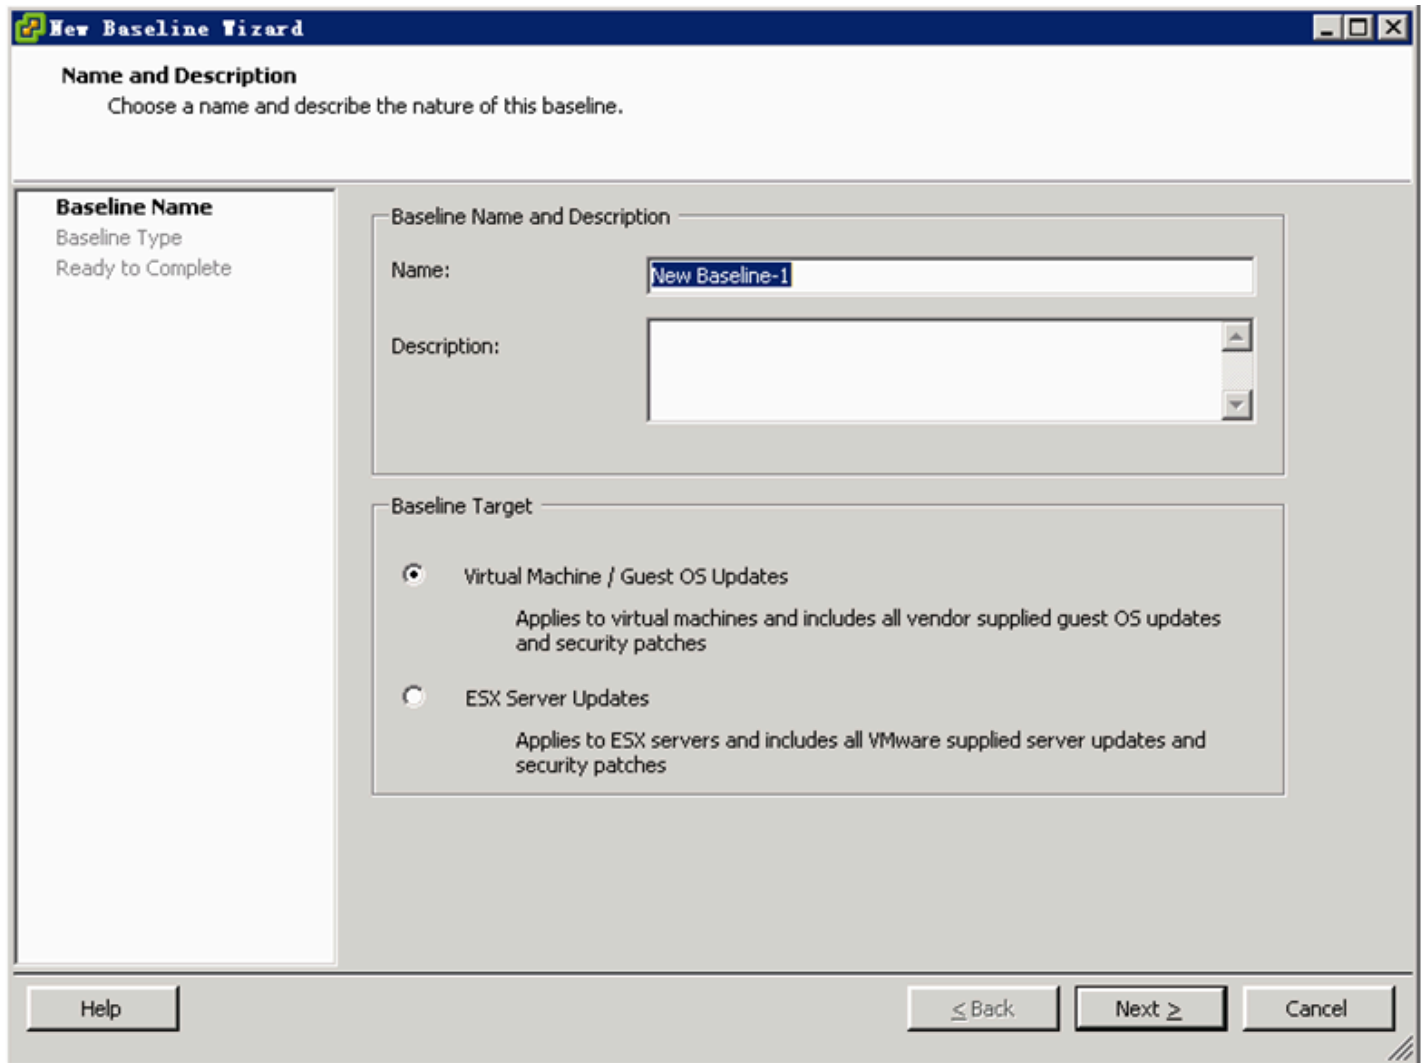 New Baseline Wizard
Name and Description
Choose a name and describe the nature of this baseline.
Baseline Name
Baseline Type
Ready to Complete
Baseline Name and Description
Name:
New Baseline-1
Description:
Baseline Target
Virtual Machine / Guest OS Updates
Applies to virtual machines and includes all vendor supplied guest OS updates
and security patches
ESX Server Updates
Applies to ESX servers and includes all VMware supplied server updates and
security patches
Help
< Back
Next >
Cancel